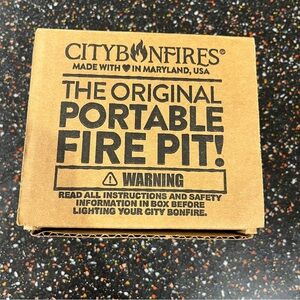 CITYBONFIRES®
MADE WITH ♥ IN MARYLAND, USA
THE ORIGINAL
PORTABLE
FIRE PIT!
⚠ WARNING
READ ALL INSTRUCTIONS AND SAFETY
INFORMATION IN BOX BEFORE
LIGHTING YOUR CITY BONFIRE.